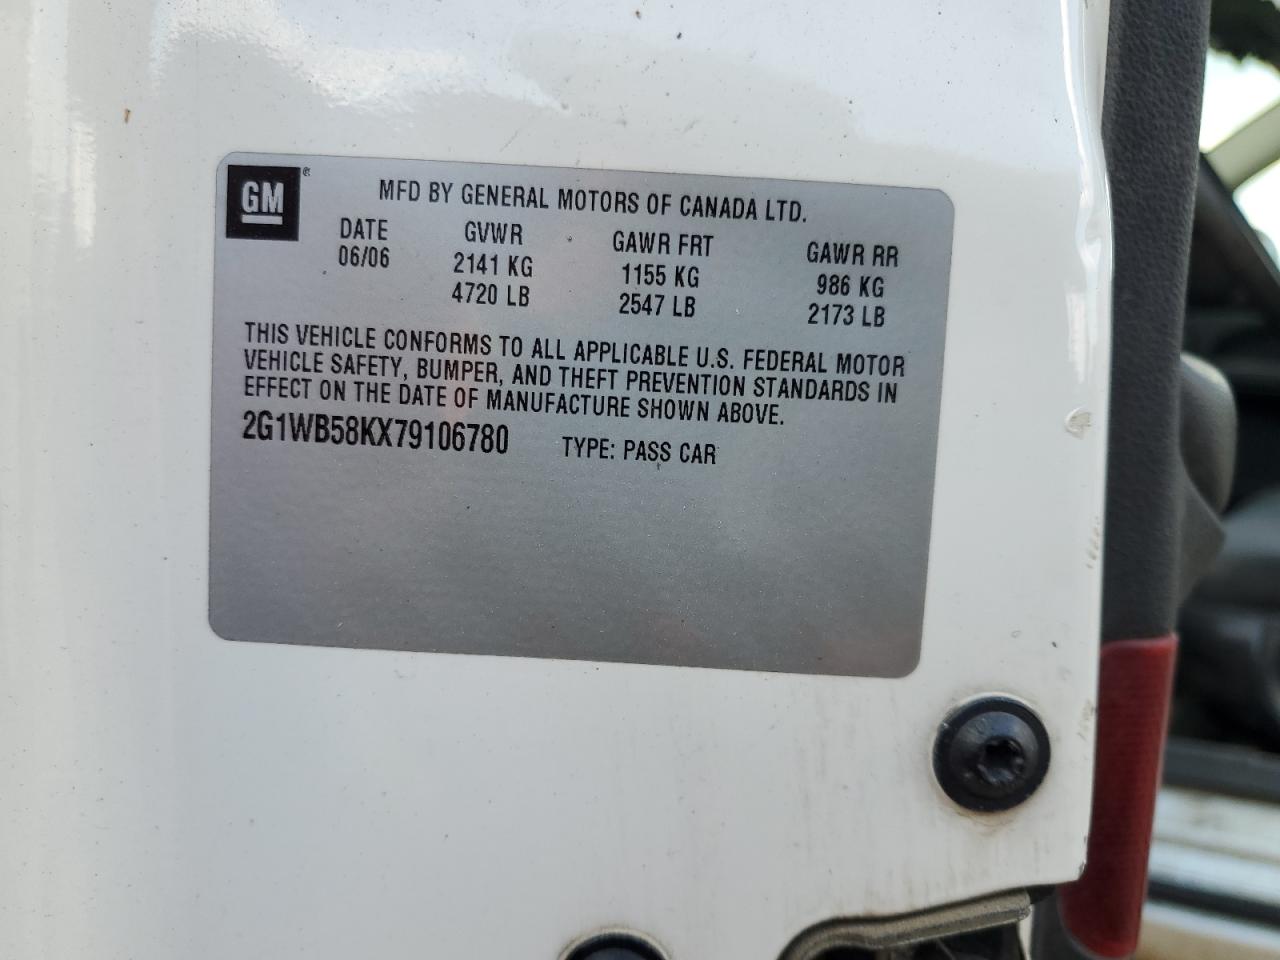 GM®
MFD BY GENERAL MOTORS OF CANADA LTD.
DATE GVWR GAWR FRT GAWR RR
06/06 2141 KG 1155 KG 986 KG
4720 LB 2547 LB 2173 LB
THIS VEHICLE CONFORMS TO ALL APPLICABLE U.S. FEDERAL MOTOR
VEHICLE SAFETY, BUMPER, AND THEFT PREVENTION STANDARDS IN
EFFECT ON THE DATE OF MANUFACTURE SHOWN ABOVE.
2G1WB58KX79106780 TYPE: PASS CAR